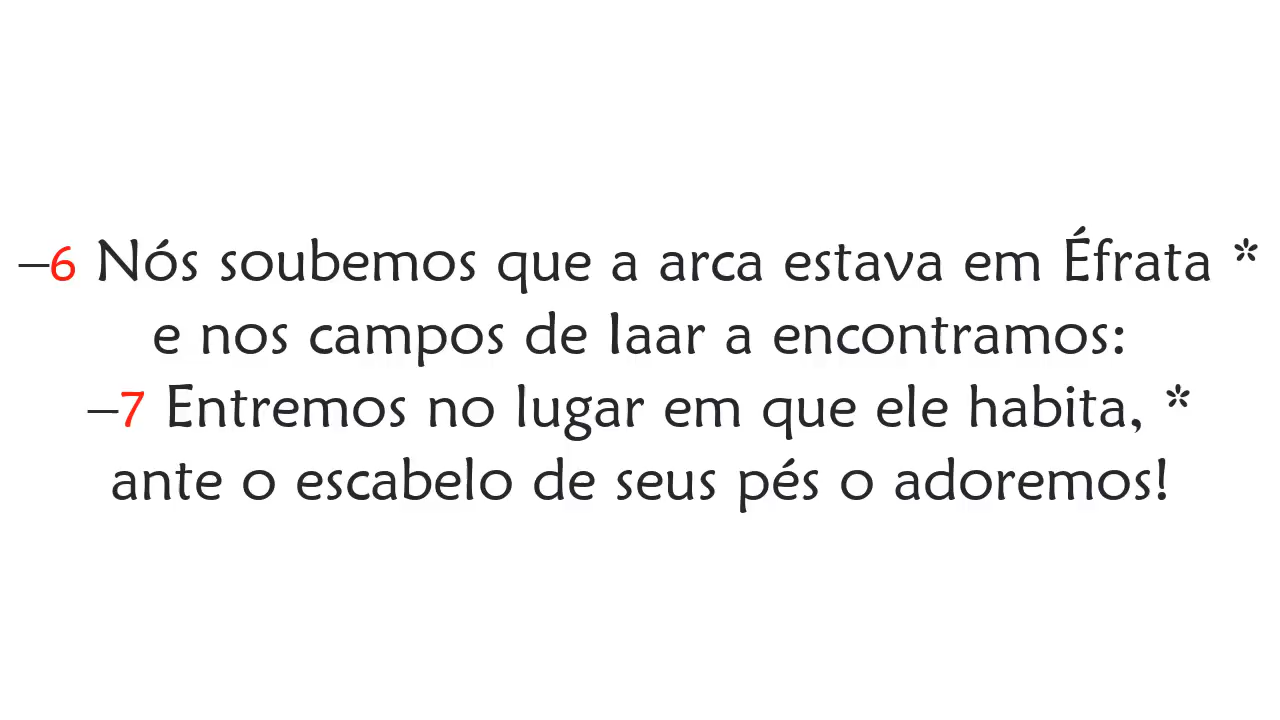 –6 Nós soubemos que a arca estava em Éfrata *
e nos campos de Iaar a encontramos:
–7 Entremos no lugar em que ele habita, *
ante o escabelo de seus pés o adoremos!